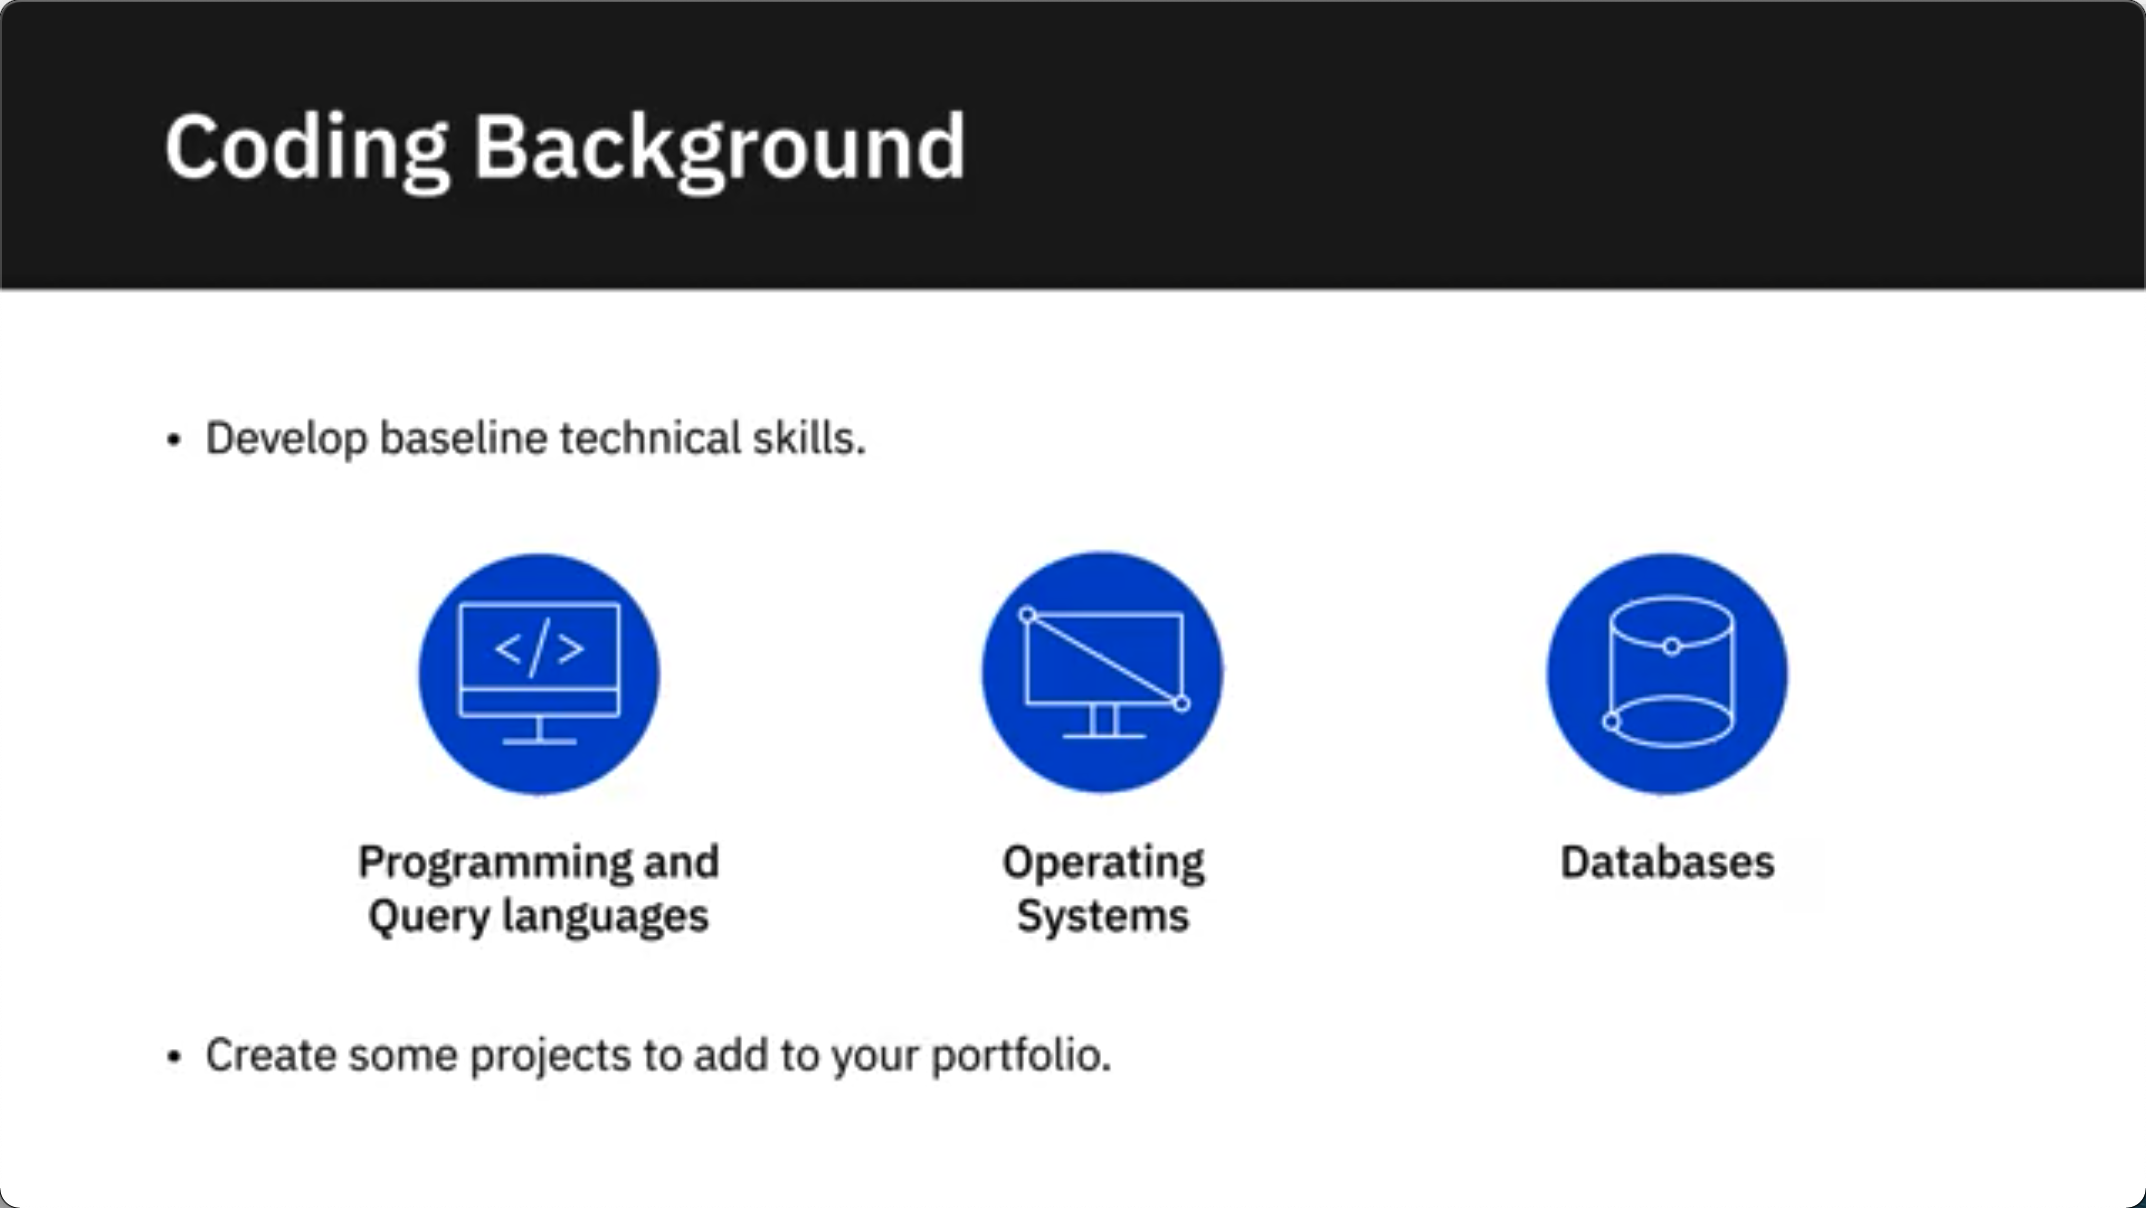 Coding Background
• Develop baseline technical skills.
</>
Programming and
Query languages
Operating
Systems
Databases
• Create some projects to add to your portfolio.